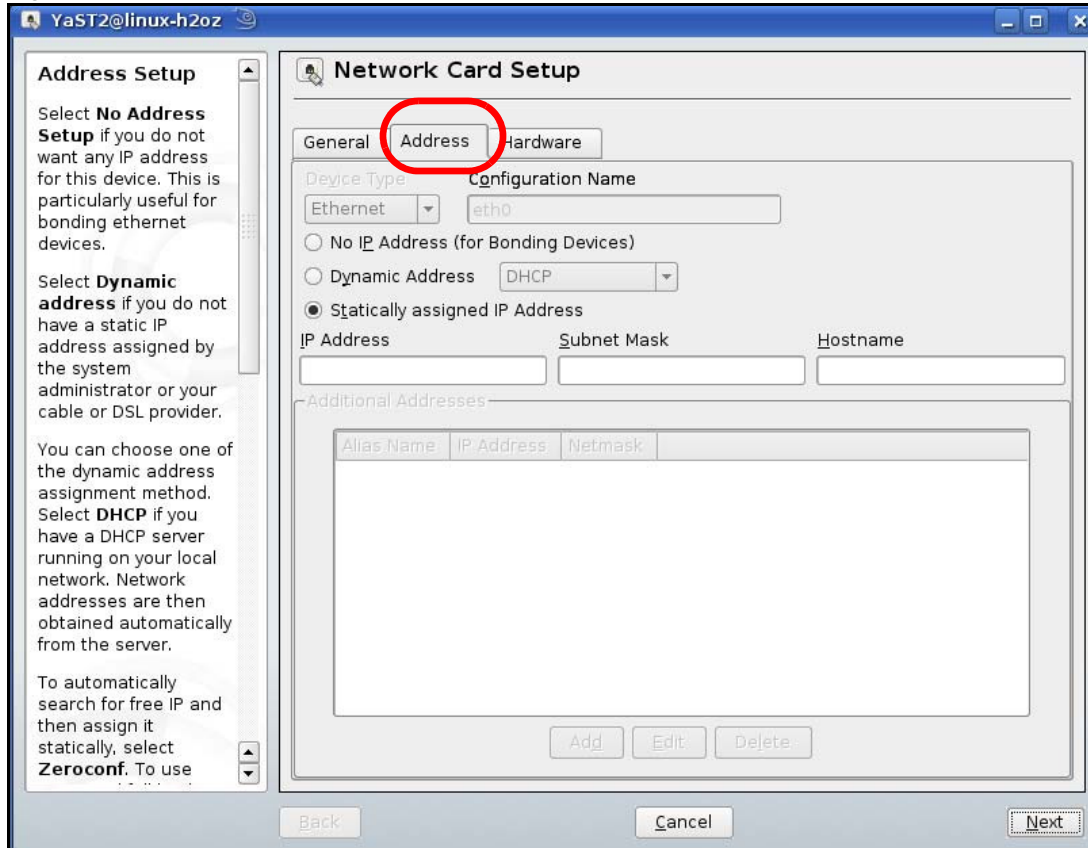 YaST2@linux-h2oz
Address Setup
Select No Address
Setup if you do not
want any IP address
for this device. This is
particularly useful for
bonding ethernet
devices.
Select Dynamic
address if you do not
have a static IP
address assigned by
the system
administrator or your
cable or DSL provider.
You can choose one of
the dynamic address
assignment method.
Select DHCP if you
have a DHCP server
running on your local
network. Network
addresses are then
obtained automatically
from the server.
To automatically
search for free IP and
then assign it
statically, select
Zeroconf. To use
Network Card Setup
General Address Hardware
Device Type Configuration Name
Ethernet eth0
No IP Address (for Bonding Devices)
Dynamic Address DHCP
Statically assigned IP Address
IP Address Subnet Mask Hostname
Additional Addresses
Alias Name IP Address Netmask
Add Edit Delete
Back Cancel Next